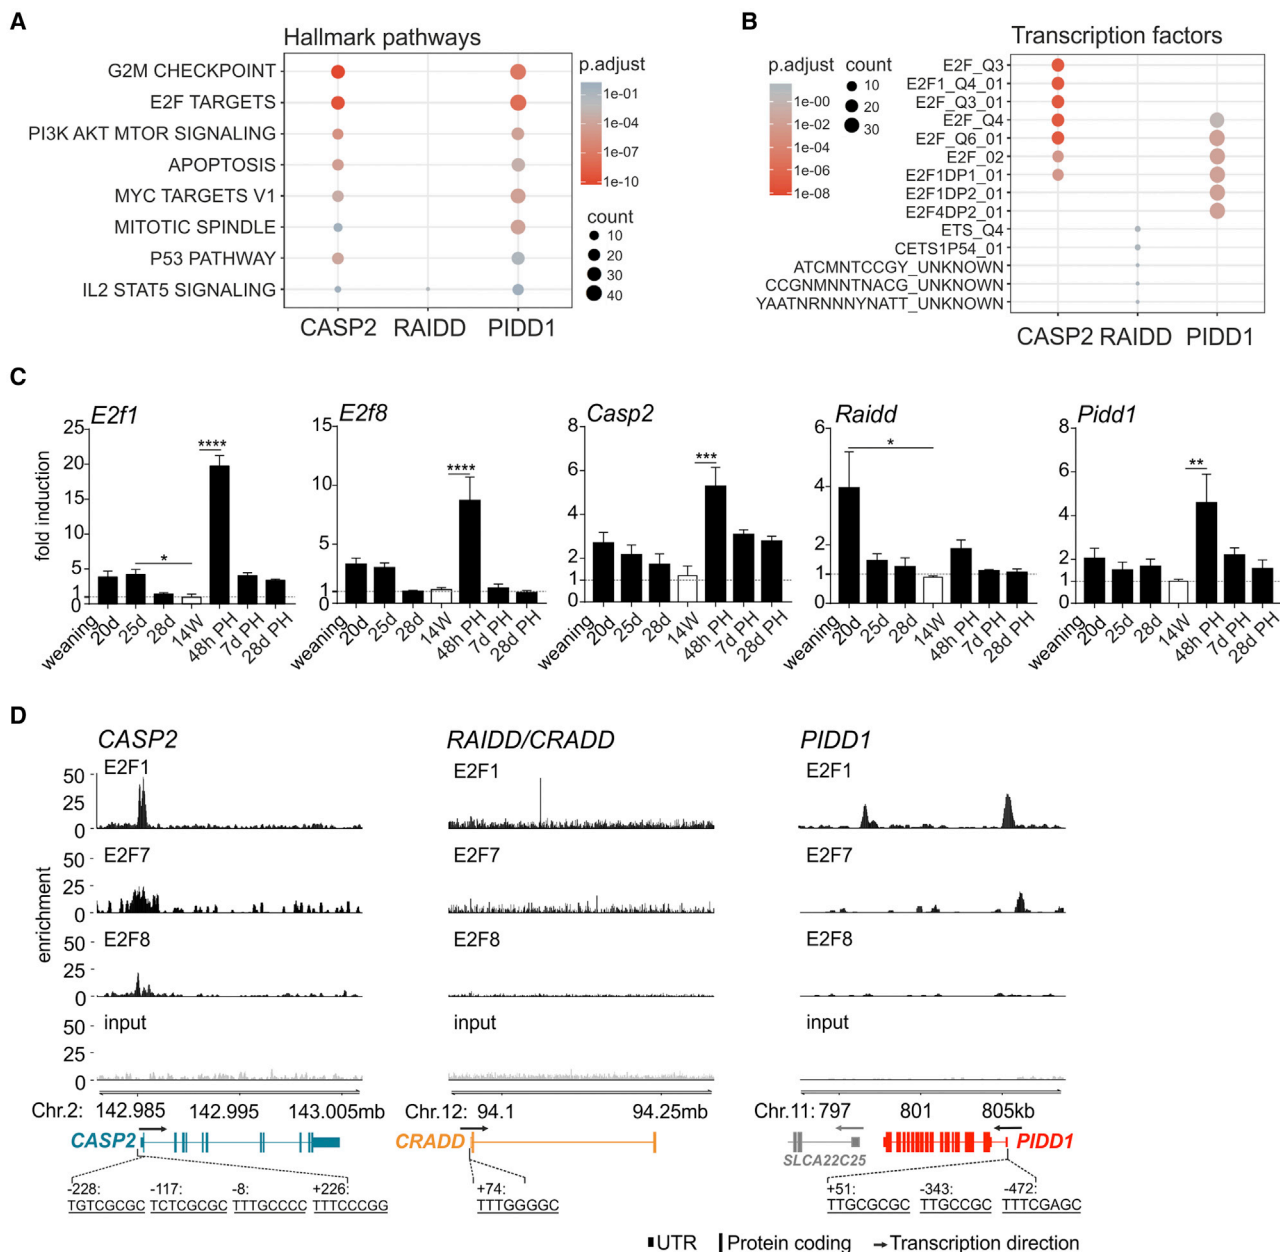 A
Hallmark pathways
G2M CHECKPOINT
E2F TARGETS
PI3K AKT MTOR SIGNALING
APOPTOSIS
MYC TARGETS V1
MITOTIC SPINDLE
P53 PATHWAY
IL2 STAT5 SIGNALING
CASP2 RAIDD PIDD1
p.adjust
1e-01
1e-04
1e-07
1e-10
count
10
20
30
40
B
Transcription factors
p.adjust
1e-00
1e-02
1e-04
1e-06
1e-08
count
10
20
30
E2F_Q3
E2F1_Q4_01
E2F_Q3_01
E2F_Q4
E2F_Q6_01
E2F_02
E2F1DP1_01
E2F1DP2_01
E2F4DP2_01
ETS_Q4
CETS1P54_01
ATCMNTCCGY_UNKNOWN
CCGNMNNTNACG_UNKNOWN
YAATNRNNNYNATT_UNKNOWN
CASP2 RAIDD PIDD1
C
fold induction
E2f1
25
20
15
10
5
1
*
****
weaning 20d 25d 28d 14W 48h PH 7d PH 28d PH
E2f8
15
10
5
1
0
****
weaning 20d 25d 28d 14W 48h PH 7d PH 28d PH
Casp2
8
6
4
2
0
***
weaning 20d 25d 28d 14W 48h PH 7d PH 28d PH
Raidd
6
4
2
0
*
weaning 20d 25d 28d 14W 48h PH 7d PH 28d PH
Pidd1
8
6
4
2
0
**
weaning 20d 25d 28d 14W 48h PH 7d PH 28d PH
D
enrichment
CASP2
E2F1
50
25
0
E2F7
50
25
0
E2F8
50
25
0
input
50
25
0
Chr.2: 142.985 142.995 143.005mb
CASP2
-228: -117: -8: +226:
TGTCGCGC TCTCGCGC TTTGCCCC TTTCCCGG
RAIDD/CRADD
E2F1
E2F7
E2F8
input
Chr.12: 94.1 94.25mb
CRADD
+74:
TTTGGGGC
PIDD1
E2F1
E2F7
E2F8
input
Chr.11: 797 801 805kb
SLCA22C25
PIDD1
+51: -343: -472:
TTGCGCGC TTGCCGC TTTCGAGC
UTR Protein coding Transcription direction